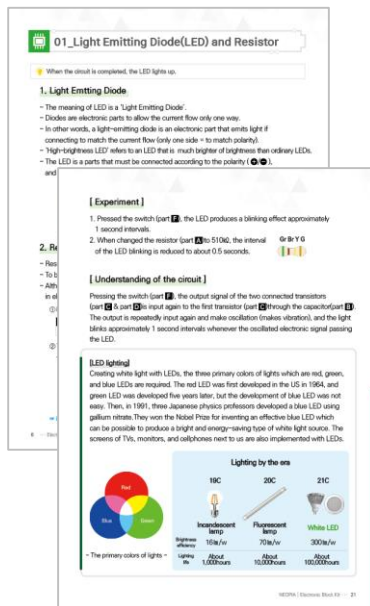 01_Light Emitting Diode(LED) and Resistor
When the circuit is completed, the LED lights up.
1. Light Emtting Diode
- The meaning of LED is a 'Light Emitting Diode'.
- Diodes are electronic parts to allow the current flow only one way.
- In other words, a light-emitting diode is an electronic part that emits light if
connecting to match the current flow (only one side = to match polarity).
- 'High-brightness LED' refers to an LED that is much brighter of brightness than ordinary LEDs.
- The LED is a parts that must be connected according to the polarity (+/-),
and
2. Re
- Res
- To b
- Alth
in el
①
②
6
[ Experiment ]
1. Pressed the switch (part F), the LED produces a blinking effect approximately
1 second intervals.
2. When changed the resistor (part A)to 510㏀, the interval
of the LED blinking is reduced to about 0.5 seconds.
Gr Br Y G
[ Understanding of the circuit ]
Pressing the switch (part F), the output signal of the two connected transistors
(part C & part D)is input again to the first transistor (part C)through the capacitor(part B).
The output is repeatedly input again and make oscillation (makes vibration), and the light
blinks approximately 1 second intervals whenever the oscillated electronic signal passing
the LED.
[LED lighting]
Creating white light with LEDs, the three primary colors of lights which are red, green,
and blue LEDs are required. The red LED was first developed in the US in 1964, and
green LED was developed five years later, but the development of blue LED was not
easy. Then, in 1991, three Japanese physics professors developed a blue LED using
gallium nitrate.They won the Nobel Prize for inventing an effective blue LED which
can be possible to produce a bright and energy-saving type of white light source. The
screens of TVs, monitors, and cellphones next to us are also implemented with LEDs.
Red
Blue
Green
- The primary colors of lights -
Lighting by the era
19C 20C 21C
Incandescent lamp Fluorescent lamp White LED
Brightness efficiency 16㏐/w 70㏐/w 300㏐/w
Lighting life About 1,000hours About 10,000hours About 100,000hours
NEOPIA | Electronic Block Kit 21